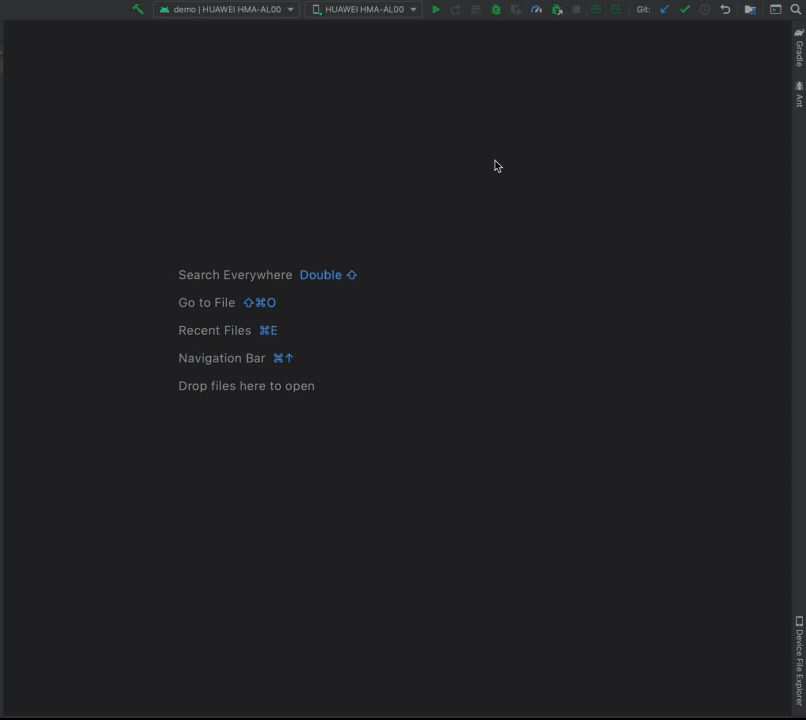 demo | HUAWEI HMA-AL00
HUAWEI HMA-AL00
Git:
Gradle
Ant
Search Everywhere Double ⇧
Go to File ⇧⌘O
Recent Files ⌘E
Navigation Bar ⌘↑
Drop files here to open
Device File Explorer